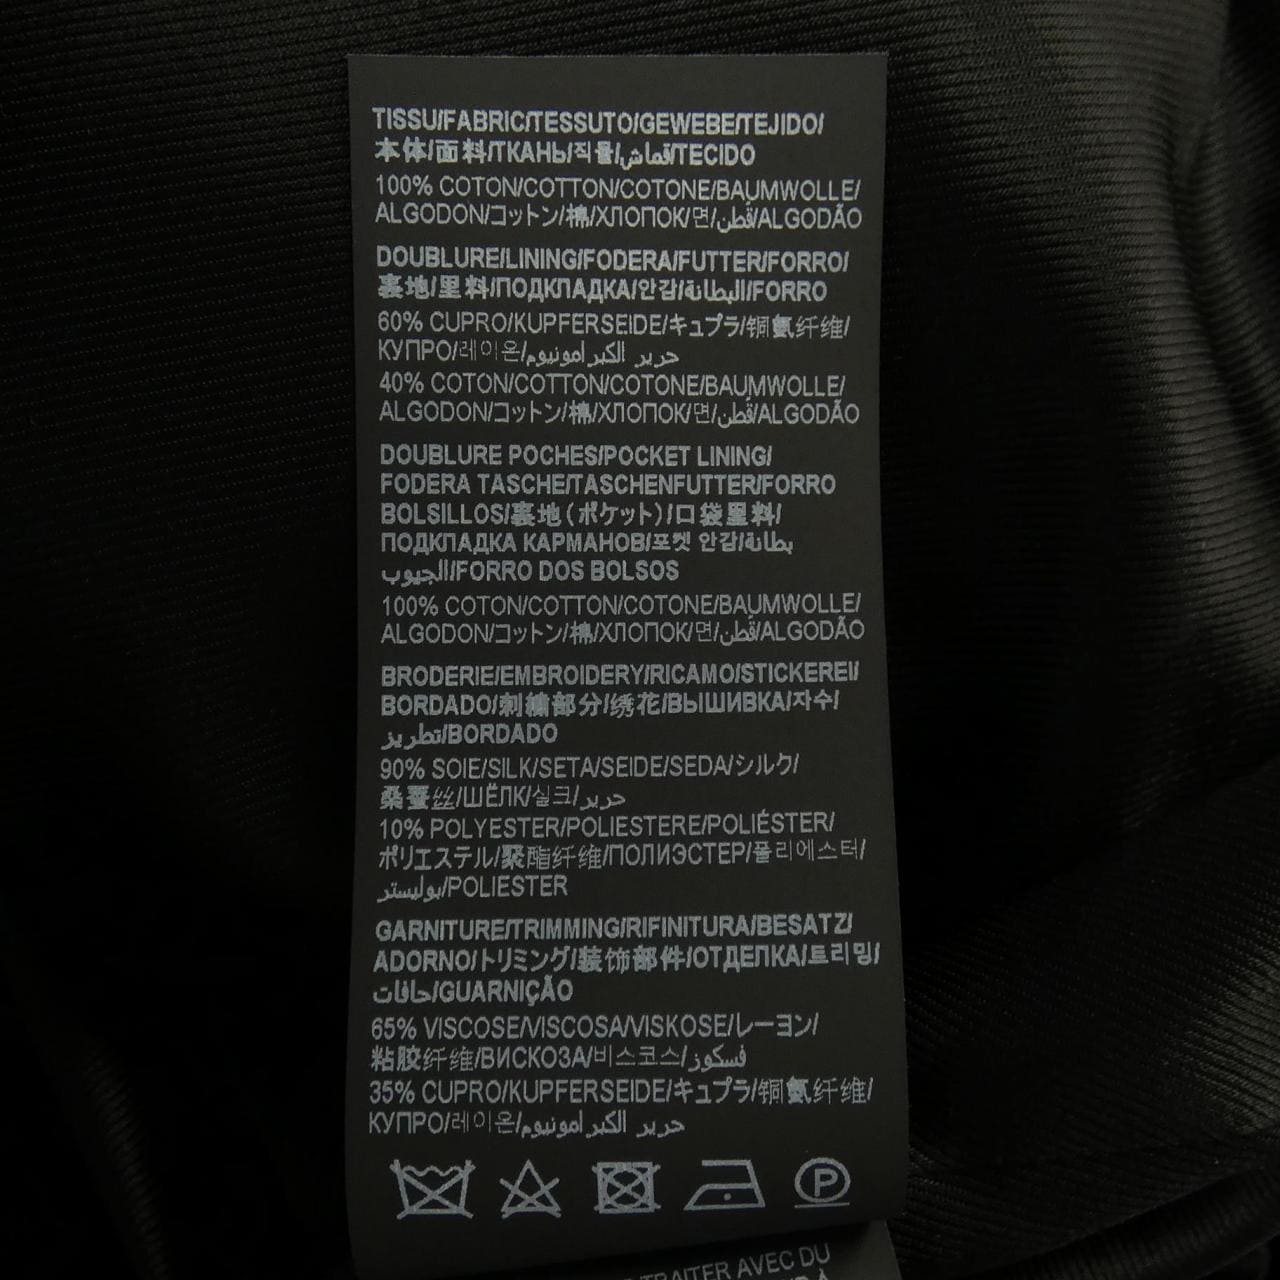 TISSU/FABRIC/TESSUTO/GEWEBE/TEJIDO/
本体/面料/ТКАНЬ/직물/قماش/TECIDO
100% COTON/COTTON/COTONE/BAUMWOLLE/
ALGODON/コットン/棉/ХЛОПОК/면/قطن/ALGODÃO
DOUBLURE/LINING/FODERA/FUTTER/FORRO/
裏地/里料/ПОДКЛАДКА/안감/البطانة/FORRO
60% CUPRO/KUPFERSEIDE/キュプラ/铜氨纤维/
КУПРО/레이온/حرير الكبرامونيوم
40% COTON/COTTON/COTONE/BAUMWOLLE/
ALGODON/コットン/棉/ХЛОПОК/면/قطن/ALGODÃO
DOUBLURE POCHES/POCKET LINING/
FODERA TASCHE/TASCHENFUTTER/FORRO
BOLSILLOS/裏地(ポケット)/口袋里料/
ПОДКЛАДКА КАРМАНОВ/포켓 안감/بطانة
الجيوب/FORRO DOS BOLSOS
100% COTON/COTTON/COTONE/BAUMWOLLE/
ALGODON/コットン/棉/ХЛОПОК/면/قطن/ALGODÃO
BRODERIE/EMBROIDERY/RICAMO/STICKEREI/
BORDADO/刺繍部分/绣花/ВЫШИВКА/자수/
تطريز/BORDADO
90% SOIE/SILK/SETA/SEIDE/SEDA/シルク/
桑蚕丝/ШЁЛК/실크/حرير
10% POLYESTER/POLIESTERE/POLIÉSTER/
ポリエステル/聚酯纤维/ПОЛИЭСТЕР/폴리에스터/
بوليستر/POLIESTER
GARNITURE/TRIMMING/RIFINITURA/BESATZ/
ADORNO/トリミング/装饰部件/ОТДЕЛКА/트리밍/
حافات/GUARNIÇÃO
65% VISCOSE/VISCOSA/VISKOSE/レーヨン/
粘胶纤维/ВИСКОЗА/비스코스/فسكوز
35% CUPRO/KUPFERSEIDE/キュプラ/铜氨纤维/
КУПРО/레이온/حرير الكبرامونيوم
P
TRAITER AVEC DU